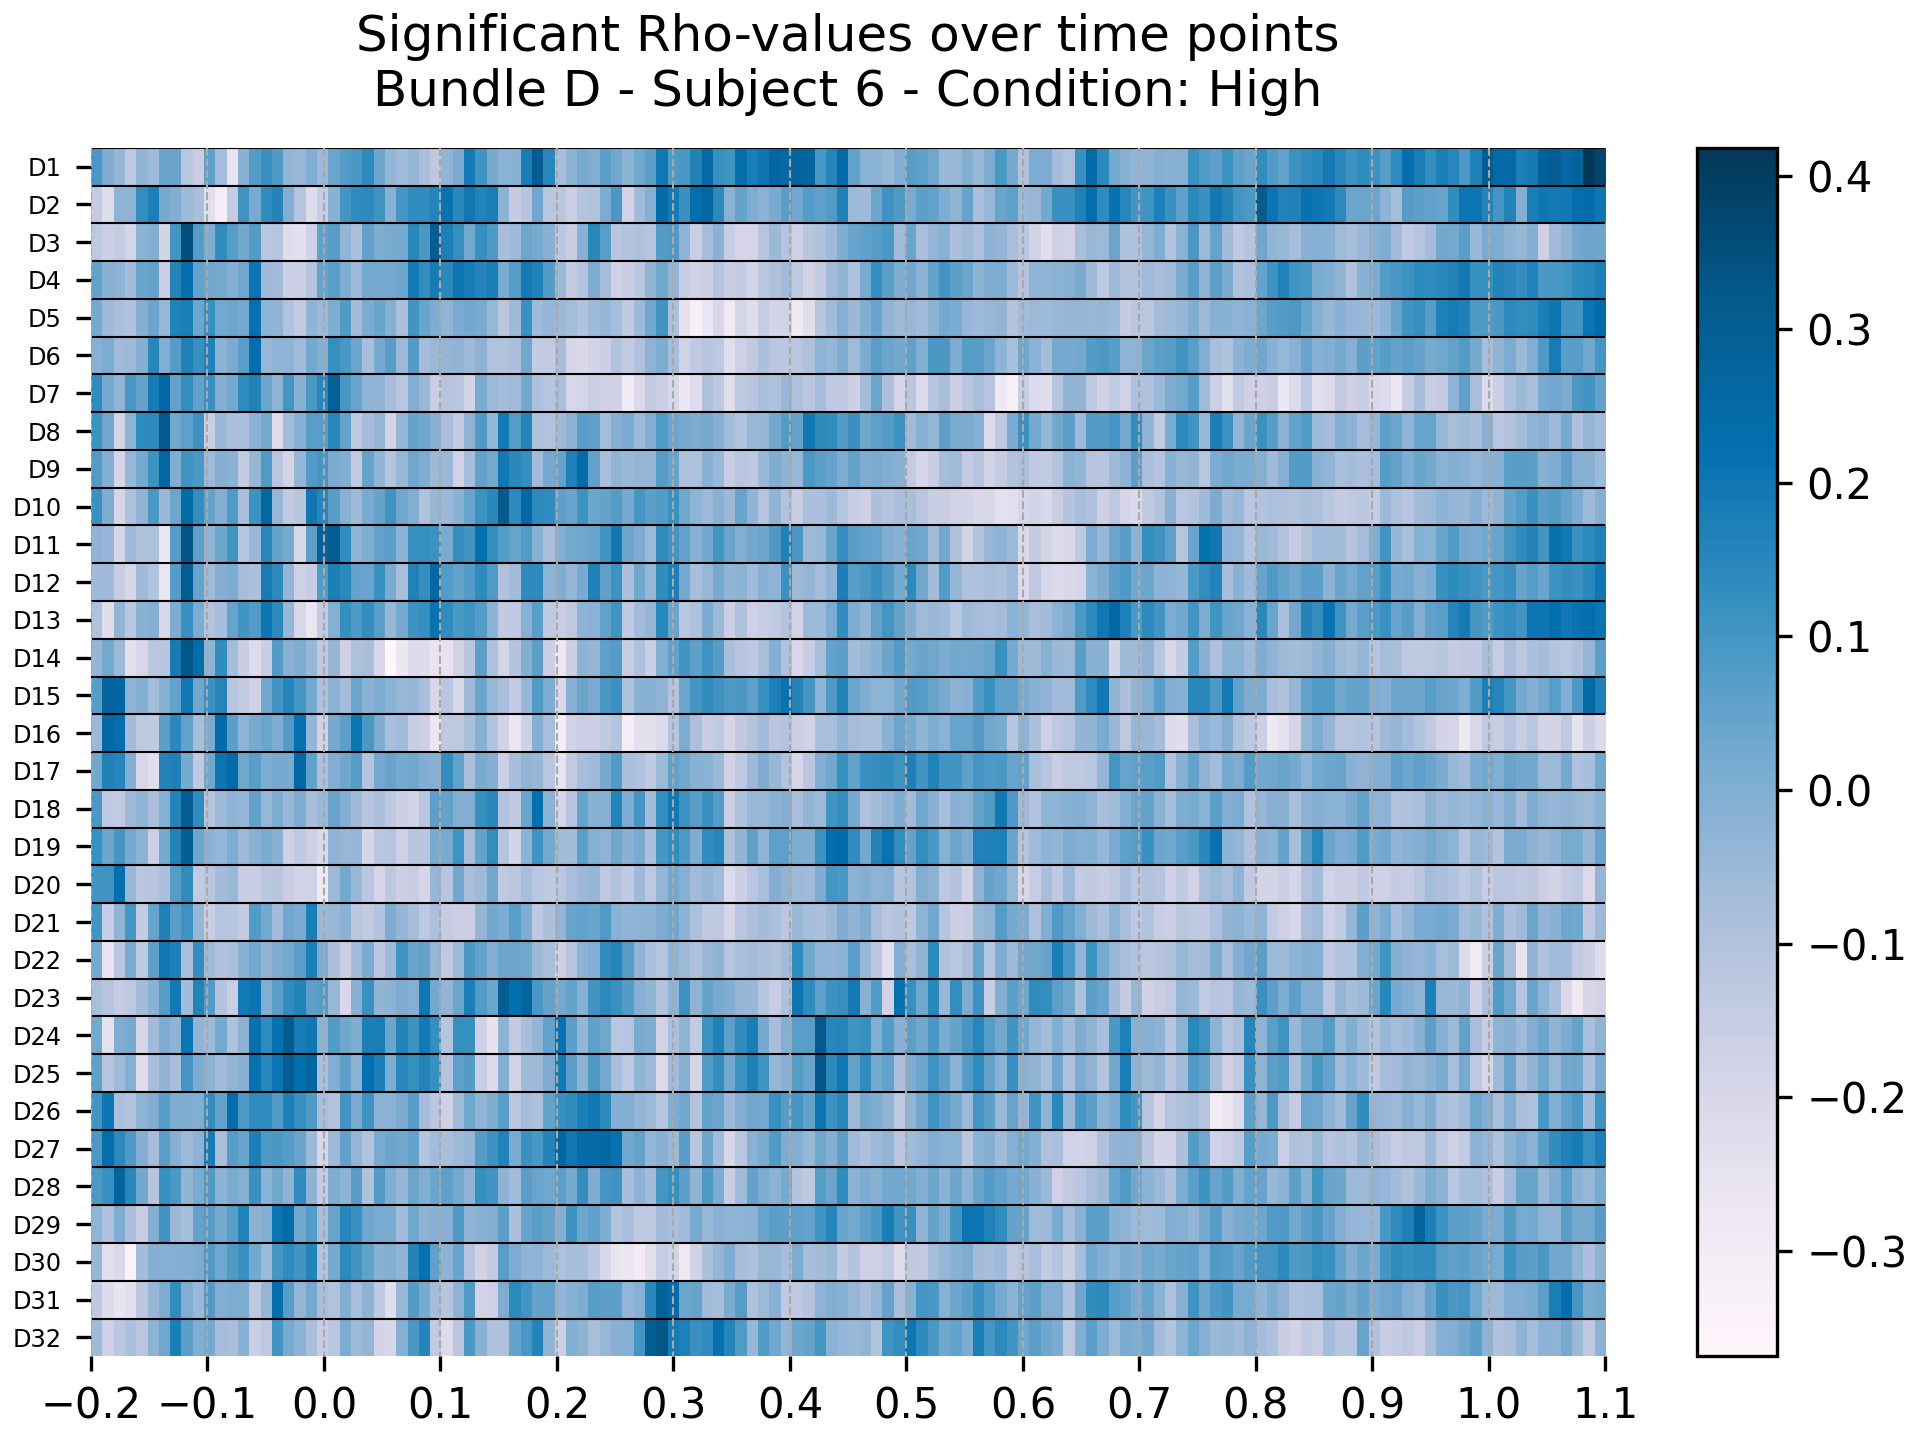 Significant Rho-values over time points
Bundle D - Subject 6 - Condition: High
D1
D2
D3
D4
D5
D6
D7
D8
D9
D10
D11
D12
D13
D14
D15
D16
D17
D18
D19
D20
D21
D22
D23
D24
D25
D26
D27
D28
D29
D30
D31
D32
−0.2 −0.1 0.0 0.1 0.2 0.3 0.4 0.5 0.6 0.7 0.8 0.9 1.0 1.1
0.4
0.3
0.2
0.1
0.0
−0.1
−0.2
−0.3